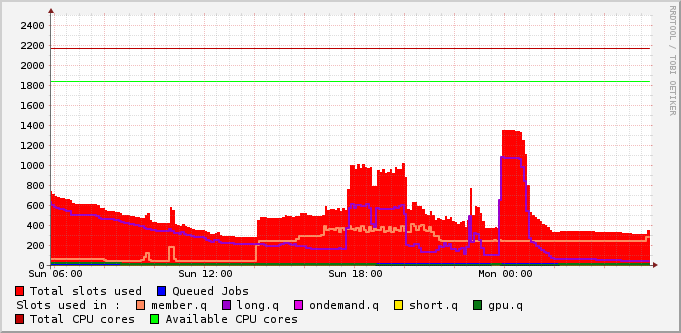 2400
2200
2000
1800
1600
1400
1200
1000
800
600
400
200
0
Sun 06:00 Sun 12:00 Sun 18:00 Mon 00:00
Total slots used Queued Jobs
Slots used in : member.q long.q ondemand.q short.q gpu.q
Total CPU cores Available CPU cores
RRDTOOL / TOBI OETIKER